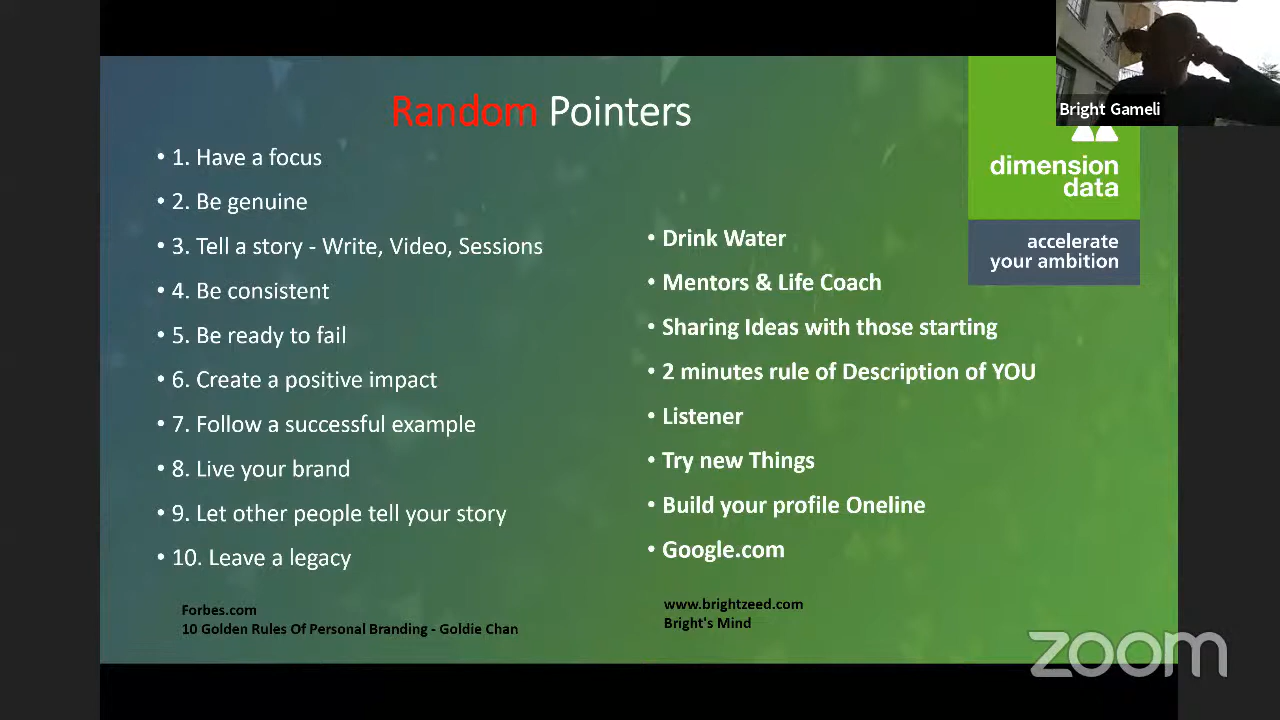 Random Pointers
• 1. Have a focus
• 2. Be genuine
• 3. Tell a story - Write, Video, Sessions
• 4. Be consistent
• 5. Be ready to fail
• 6. Create a positive impact
• 7. Follow a successful example
• 8. Live your brand
• 9. Let other people tell your story
• 10. Leave a legacy
Forbes.com
10 Golden Rules Of Personal Branding - Goldie Chan
• Drink Water
• Mentors & Life Coach
• Sharing Ideas with those starting
• 2 minutes rule of Description of YOU
• Listener
• Try new Things
• Build your profile Oneline
• Google.com
www.brightzeed.com
Bright's Mind
Bright Gameli
dimension
data
accelerate
your ambition
zoom